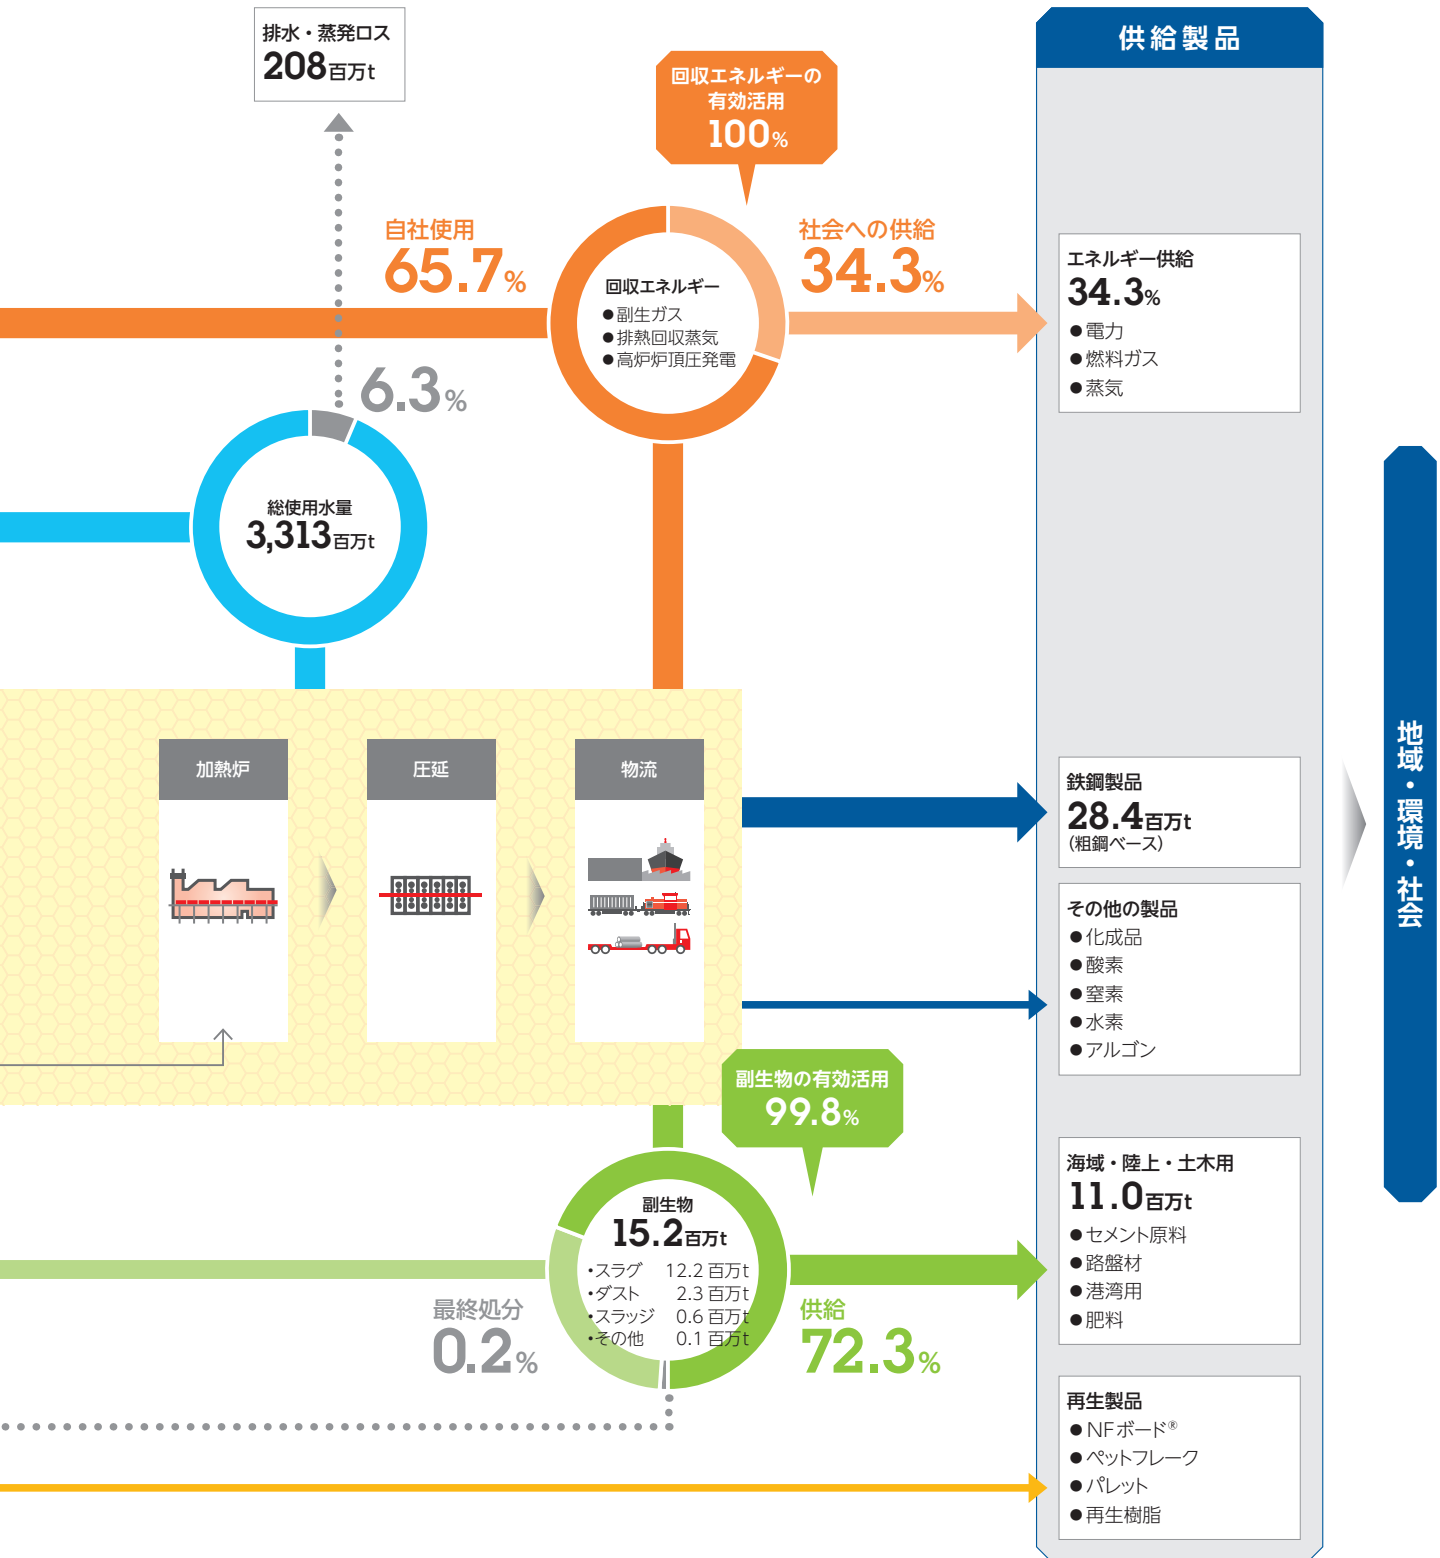 排水・蒸発ロス
208百万t
回収エネルギーの
有効活用
100%
供給製品
自社使用
65.7%
回収エネルギー
●副生ガス
●排熱回収蒸気
●高炉炉頂圧発電
社会への供給
34.3%
エネルギー供給
34.3%
●電力
●燃料ガス
●蒸気
6.3%
総使用水量
3,313百万t
加熱炉
圧延
物流
鉄鋼製品
28.4百万t
（粗鋼ベース）
その他の製品
●化成品
●酸素
●窒素
●水素
●アルゴン
地域・環境・社会
副生物の有効活用
99.8%
副生物
15.2百万t
・スラグ 12.2 百万t
・ダスト 2.3 百万t
・スラッジ 0.6 百万t
・その他 0.1 百万t
最終処分
0.2%
供給
72.3%
海域・陸上・土木用
11.0百万t
●セメント原料
●路盤材
●港湾用
●肥料
再生製品
●NFボード®
●ペットフレーク
●パレット
●再生樹脂